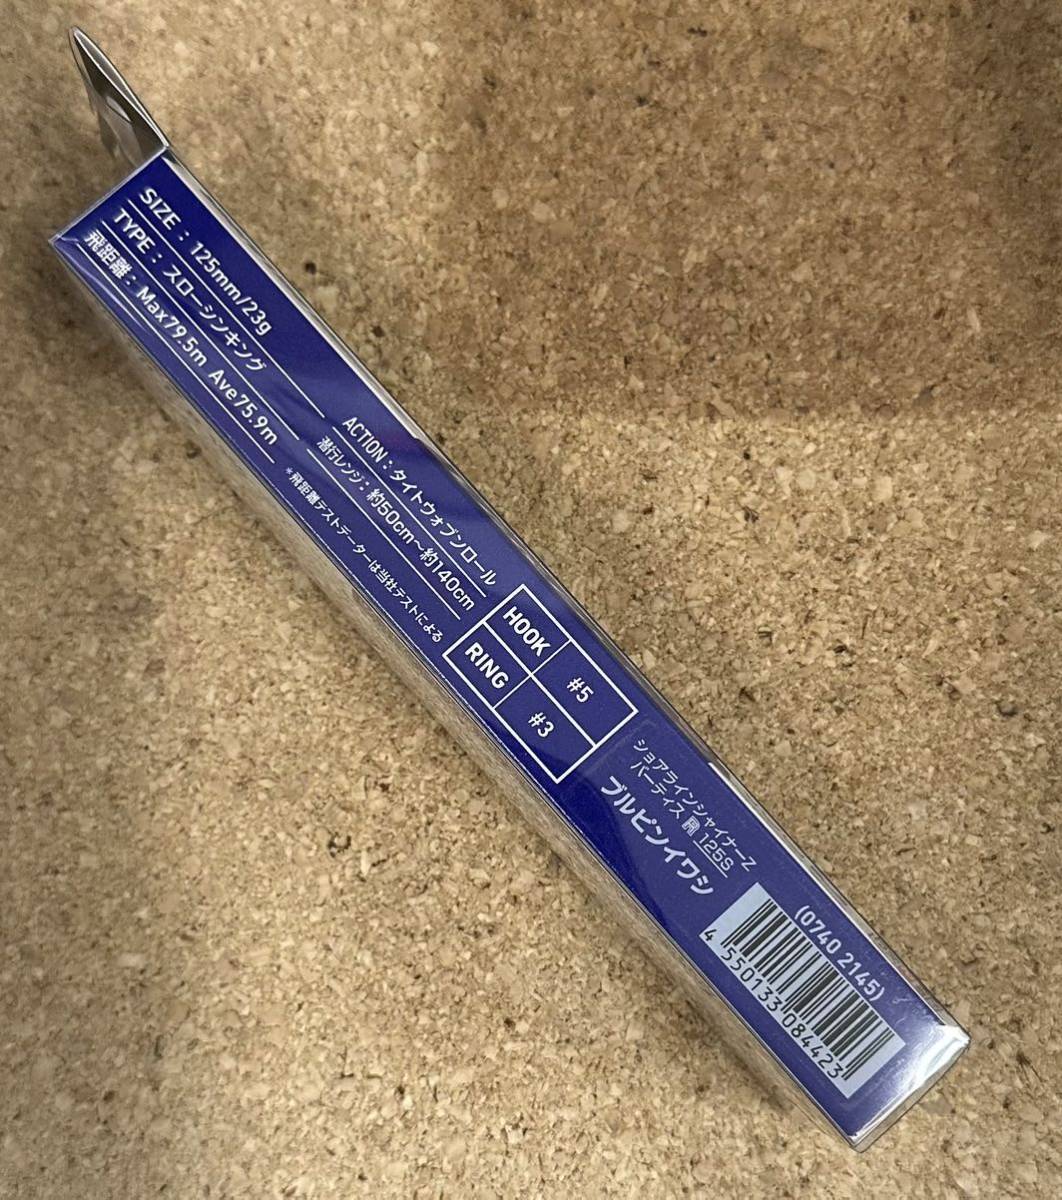 SIZE：125mm/23g
TYPE：スローシンキング
飛距離：Max79.5m Ave75.9m
ACTION：タイトウォブンロール
潜行レンジ：約50cm～約140cm
*飛距離テストデーターは当社テストによる
HOOK #5
RING #3
ショアラインシャイナーZ
バーティス R 125S
ブルピンイワシ
(0740 2145)
4 550133 084423